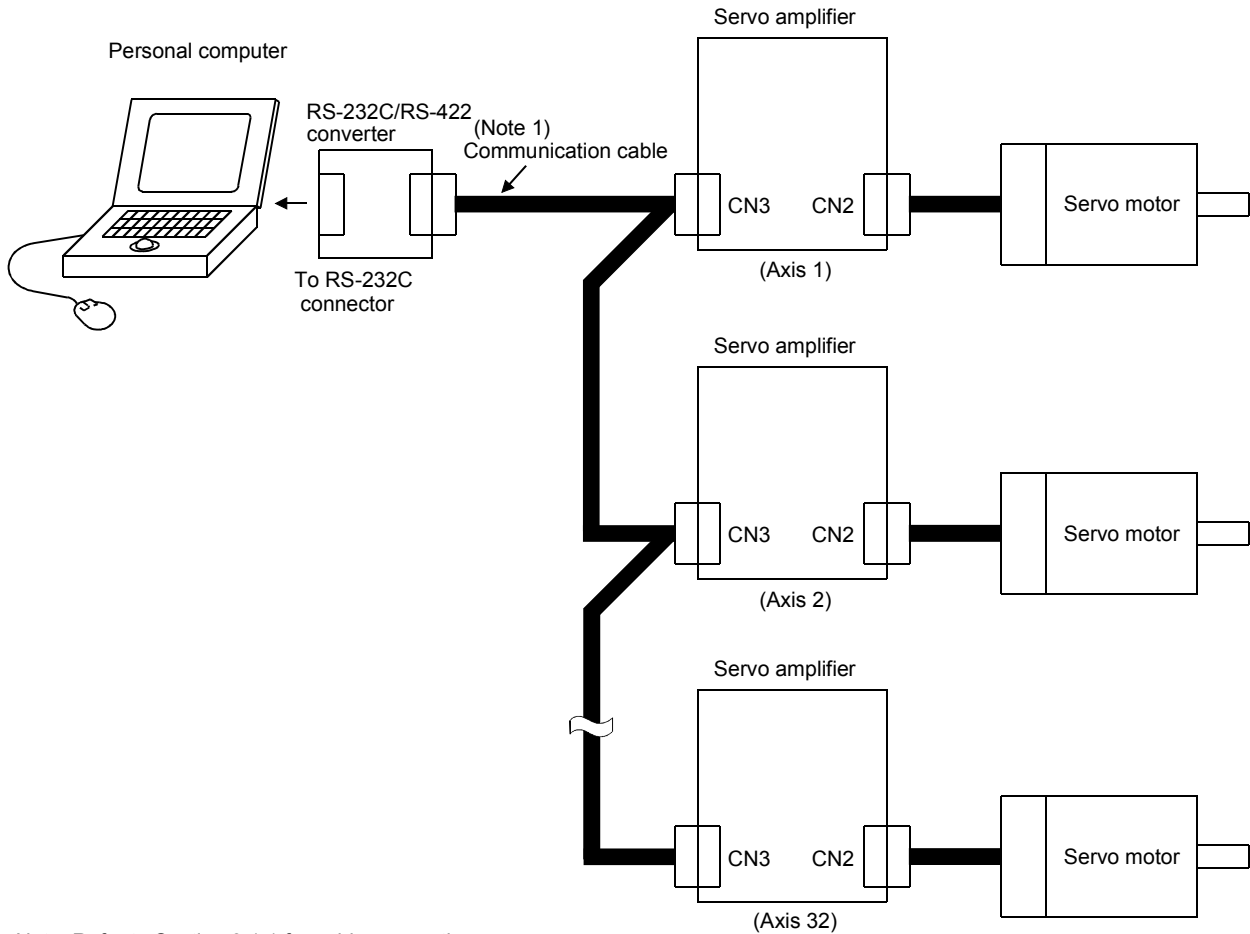 Servo amplifier
Personal computer
RS-232C/RS-422
converter
(Note 1)
Communication cable
CN3 CN2
Servo motor
(Axis 1)
To RS-232C
connector
Servo amplifier
CN3 CN2
Servo motor
(Axis 2)
Servo amplifier
CN3 CN2
Servo motor
(Axis 32)